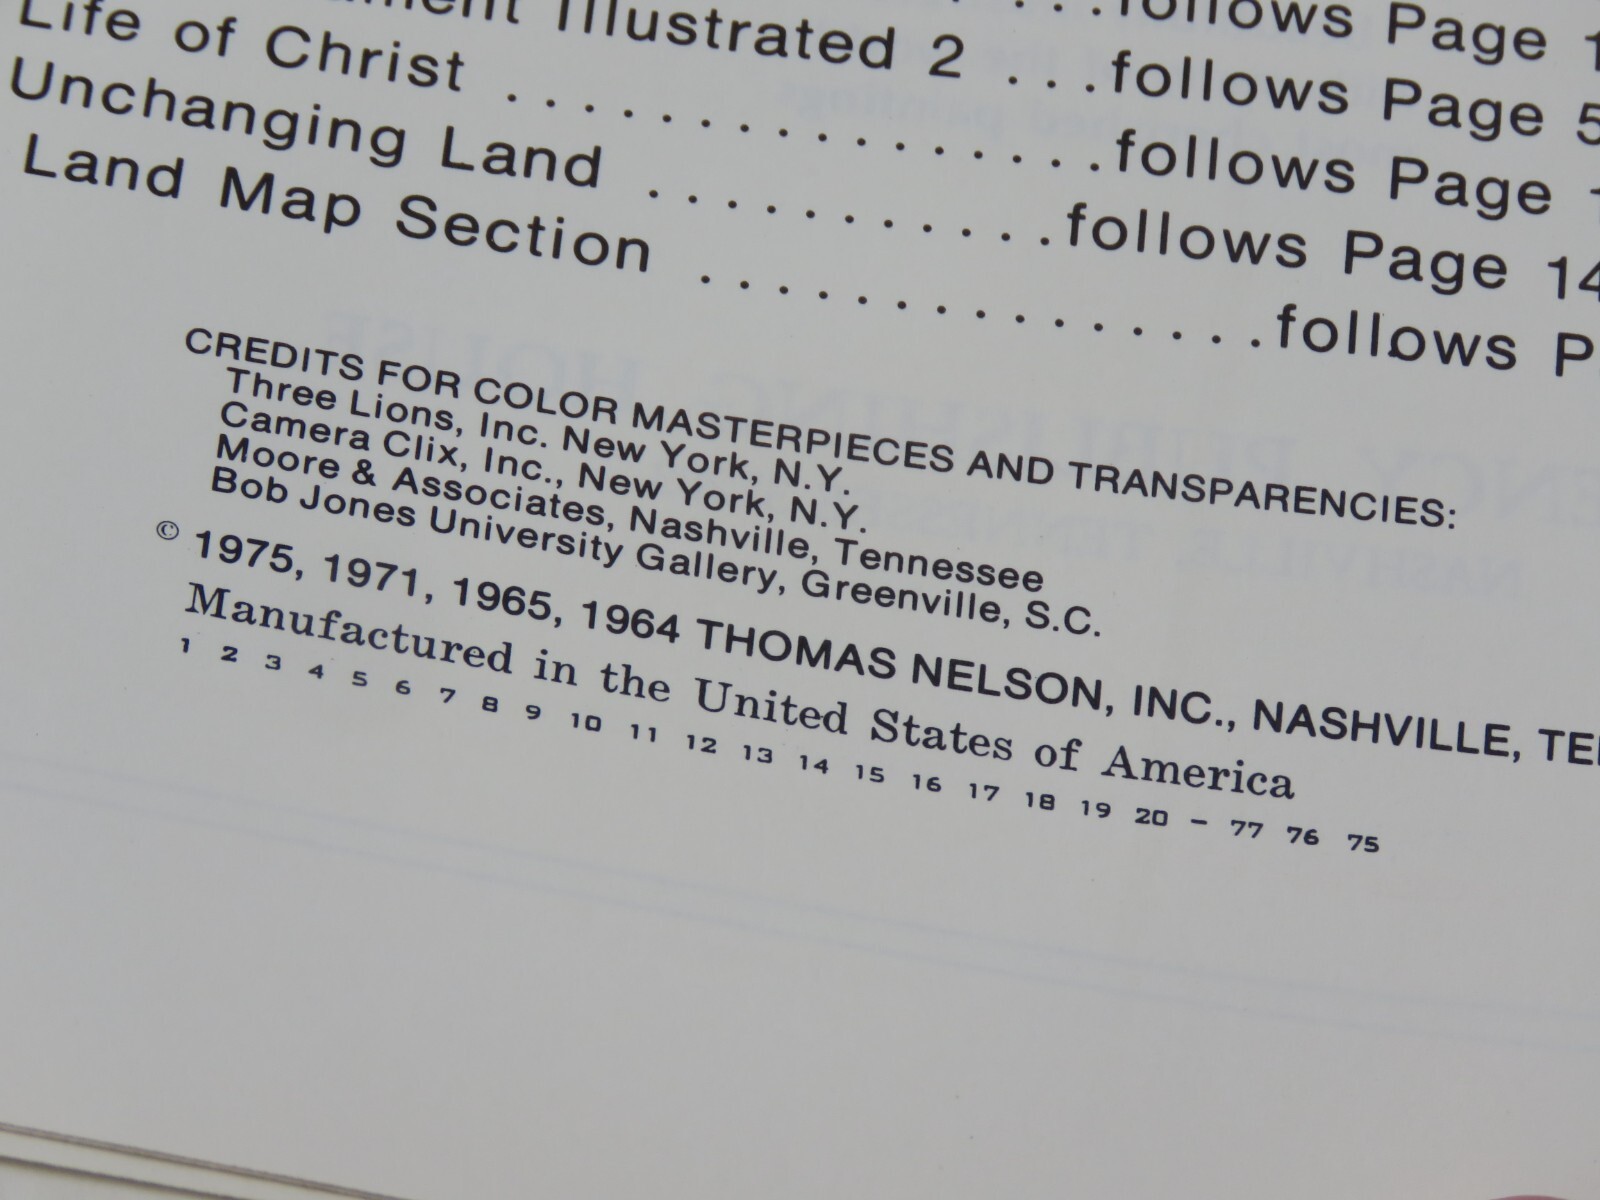 follows Page
Illustrated 2 . . . follows Page 5
Life of Christ . . . . . . . . . . . . . . . . follows Page
Unchanging Land . . . . . . . . . . . follows Page 14
Land Map Section . . . . . . . . . . . . . . . follows
CREDITS FOR COLOR MASTERPIECES AND TRANSPARENCIES:
Three Lions, Inc. New York, N.Y.
Camera Clix, Inc., New York, N.Y.
Moore & Associates, Nashville, Tennessee
Bob Jones University Gallery, Greenville, S.C.
© 1975, 1971, 1965, 1964 THOMAS NELSON, INC., NASHVILLE,
Manufactured in the United States of America
1 2 3 4 5 6 7 8 9 10 11 12 13 14 15 16 17 18 19 20 – 77 76 75